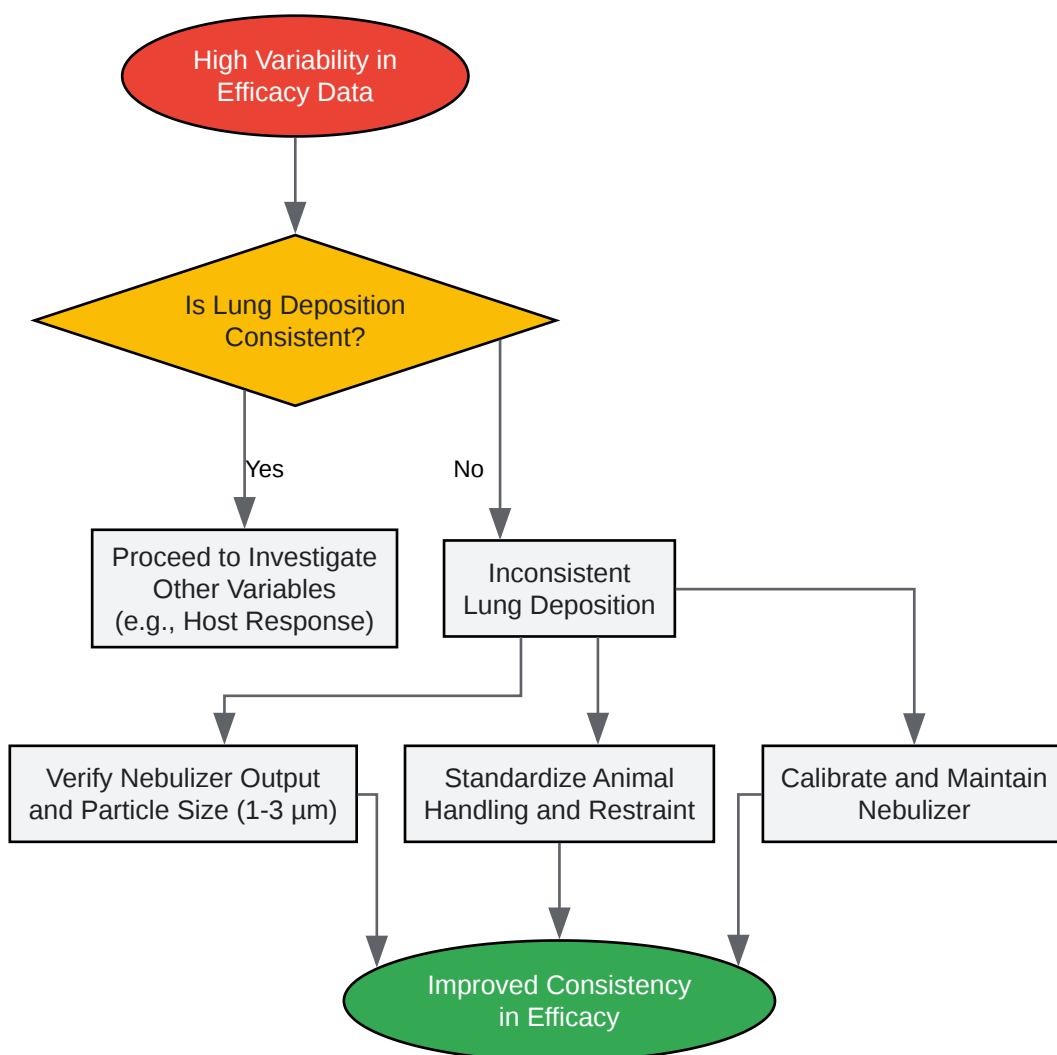 High Variability in
Efficacy Data
Is Lung Deposition
Consistent?
Yes
No
Proceed to Investigate
Other Variables
(e.g., Host Response)
Inconsistent
Lung Deposition
Verify Nebulizer Output
and Particle Size (1-3 µm)
Standardize Animal
Handling and Restraint
Calibrate and Maintain
Nebulizer
Improved Consistency
in Efficacy